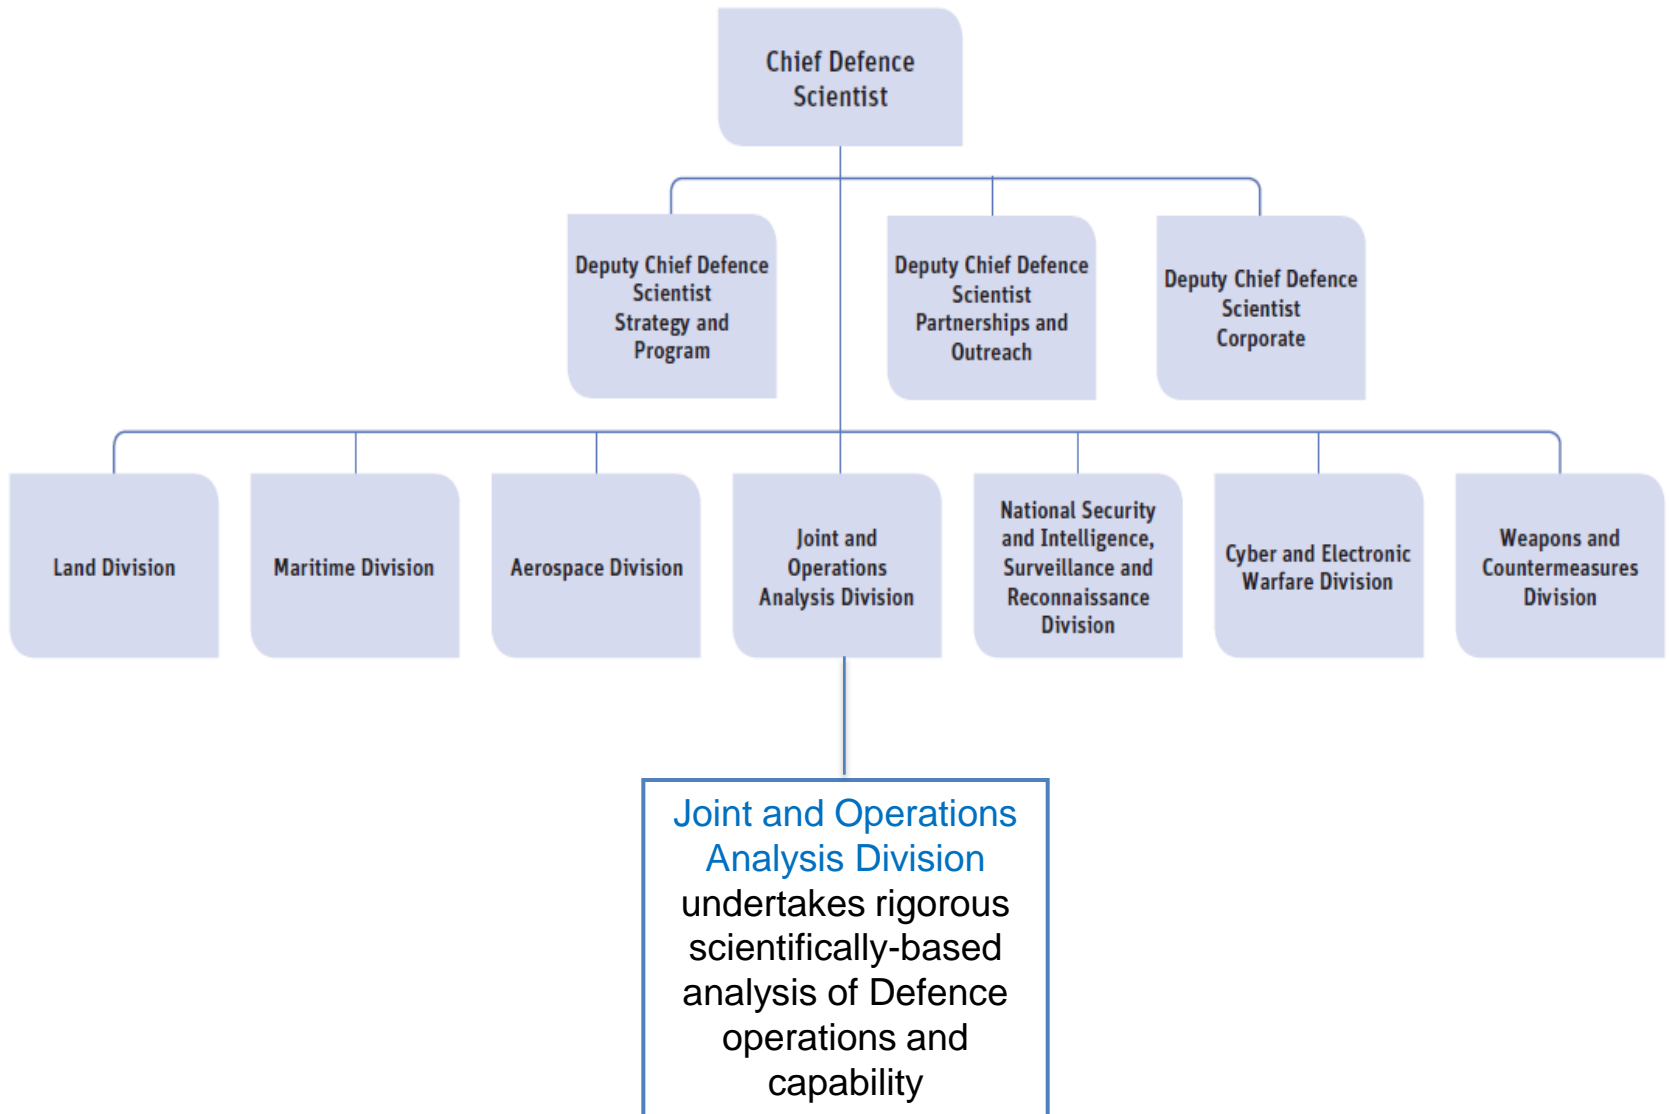 Chief Defence
Scientist
Deputy Chief Defence
Scientist
Strategy and
Program
Deputy Chief Defence
Scientist
Partnerships and
Outreach
Deputy Chief Defence
Scientist
Corporate
Land Division
Maritime Division
Aerospace Division
Joint and
Operations
Analysis Division
National Security
and Intelligence,
Surveillance and
Reconnaissance
Division
Cyber and Electronic
Warfare Division
Weapons and
Countermeasures
Division
Joint and Operations
Analysis Division
undertakes rigorous
scientifically-based
analysis of Defence
operations and
capability